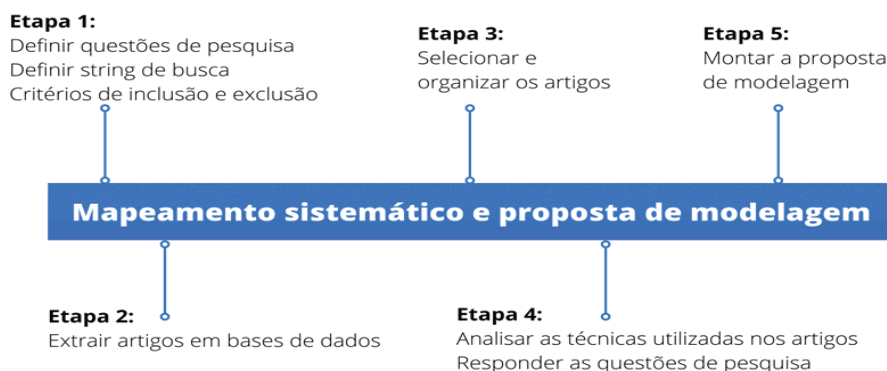 Etapa 1:
Definir questões de pesquisa
Definir string de busca
Critérios de inclusão e exclusão
Etapa 3:
Selecionar e
organizar os artigos
Etapa 5:
Montar a proposta
de modelagem
Mapeamento sistemático e proposta de modelagem
Etapa 2:
Extrair artigos em bases de dados
Etapa 4:
Analisar as técnicas utilizadas nos artigos
Responder as questões de pesquisa